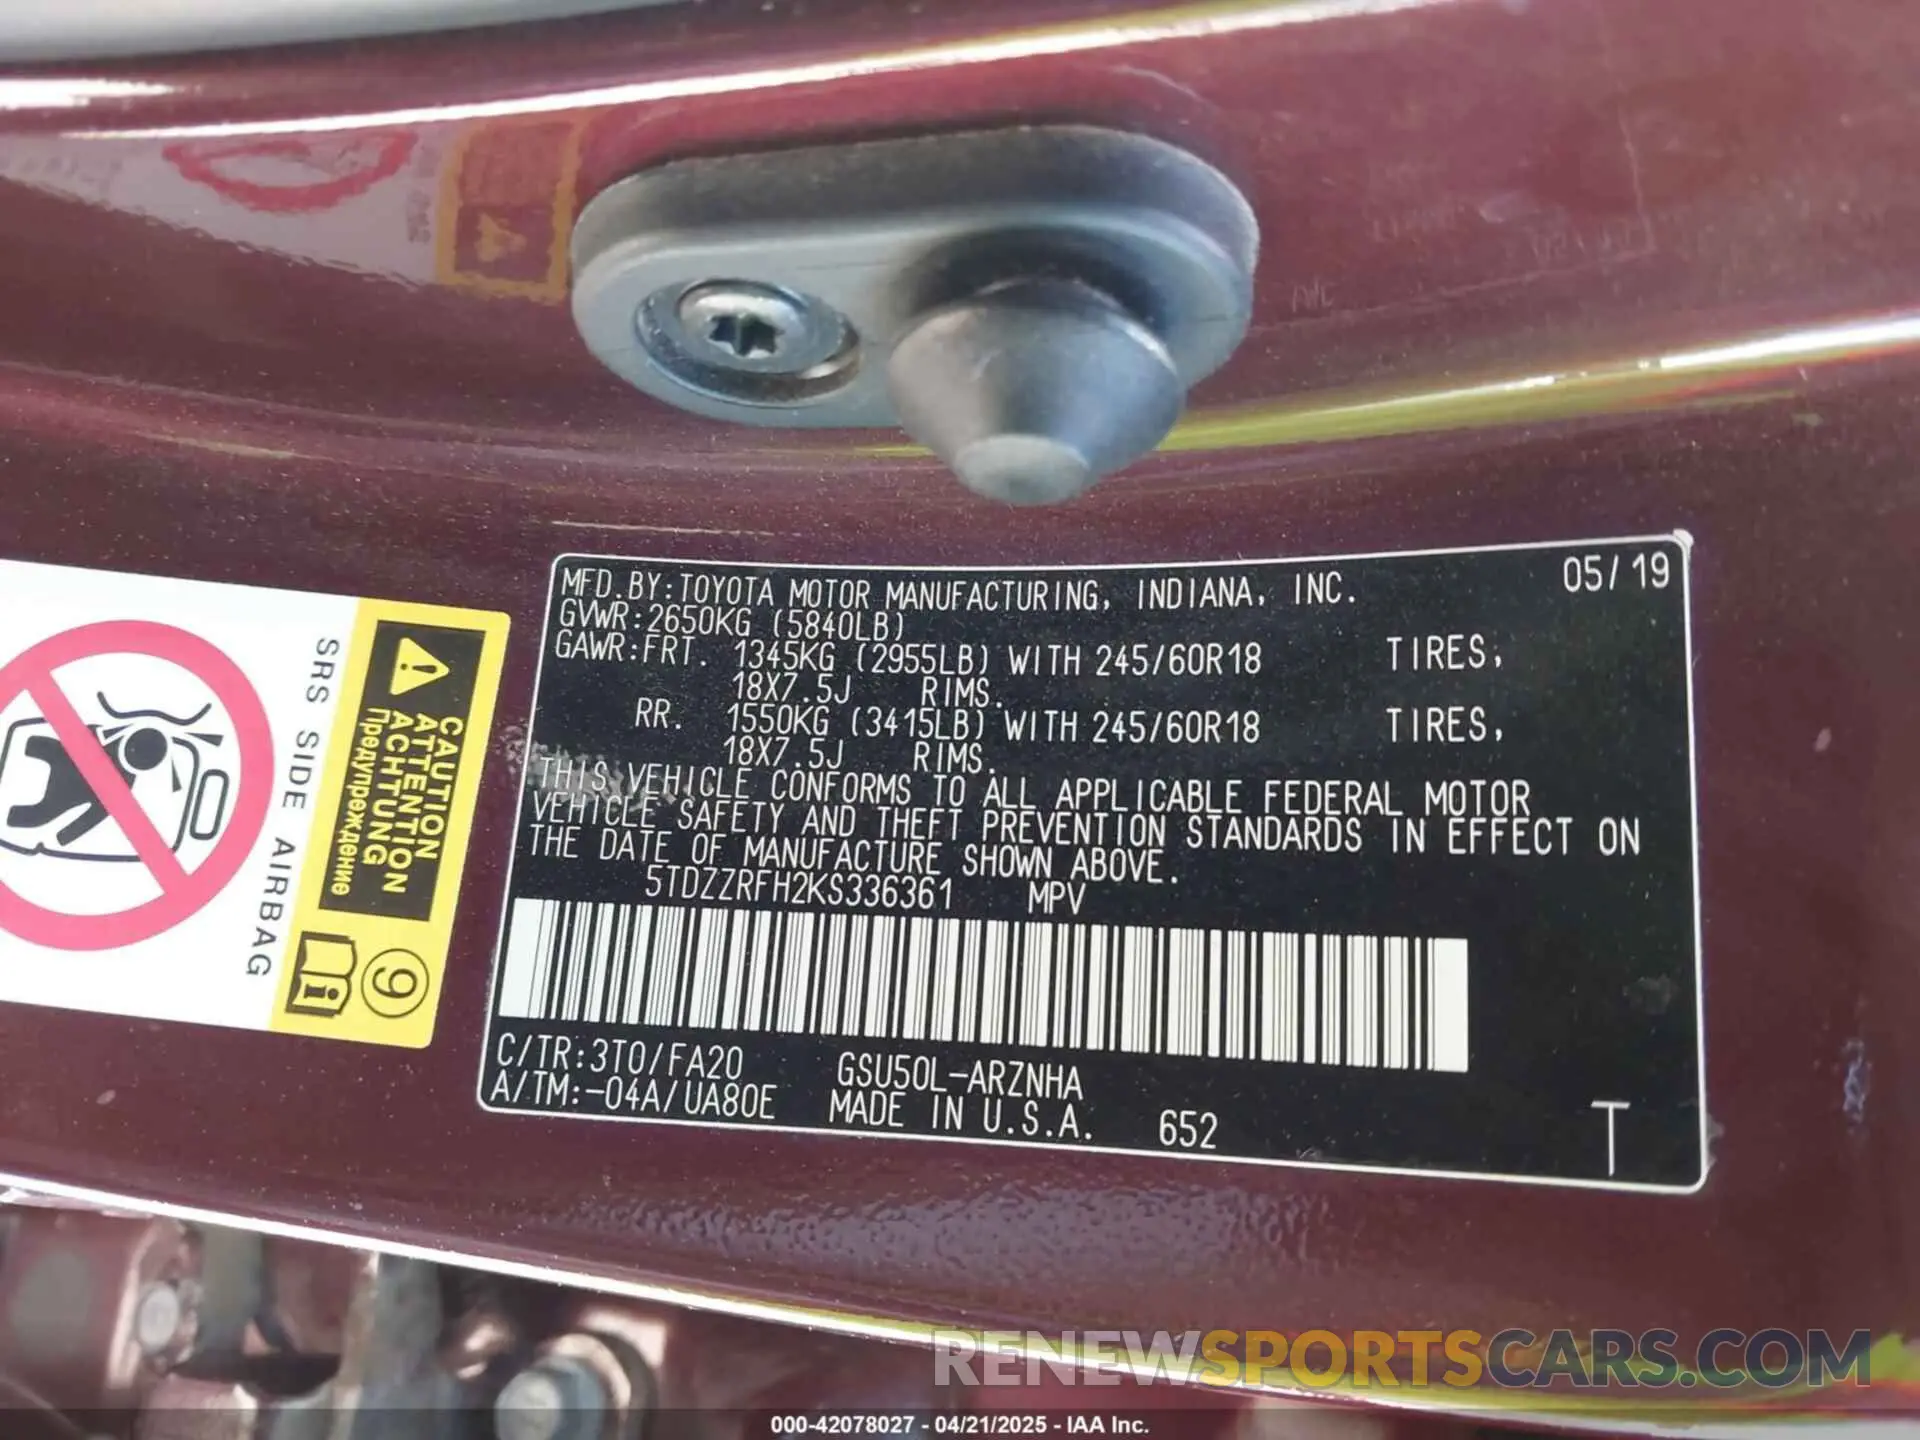 MFD.BY:TOYOTA MOTOR MANUFACTURING, INDIANA, INC. 05/19
GVWR:2650KG (5840LB)
GAWR:FRT. 1345KG (2955LB) WITH 245/60R18 TIRES,
18X7.5J RIMS.
RR. 1550KG (3415LB) WITH 245/60R18 TIRES,
18X7.5J RIMS.
THIS VEHICLE CONFORMS TO ALL APPLICABLE FEDERAL MOTOR
VEHICLE SAFETY AND THEFT PREVENTION STANDARDS IN EFFECT ON
THE DATE OF MANUFACTURE SHOWN ABOVE.
5TDZZRFH2KS336361 MPV
C/TR:3T0/FA20 GSU50L-ARZNHA
A/TM:-04A/UA80E MADE IN U.S.A. 652
T
SRS SIDE AIRBAG
CAUTION
ATTENTION
ACHTUNG
Предупреждение
9
i
RENEWSPORTSCARS.COM
000-42078027 - 04/21/2025 - IAA Inc.